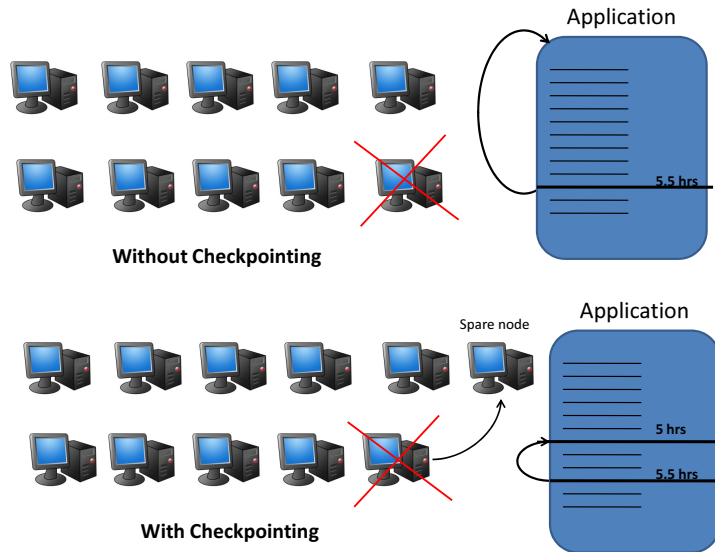 Application
5.5 hrs
Without Checkpointing
Application
Spare node
5 hrs
5.5 hrs
With Checkpointing